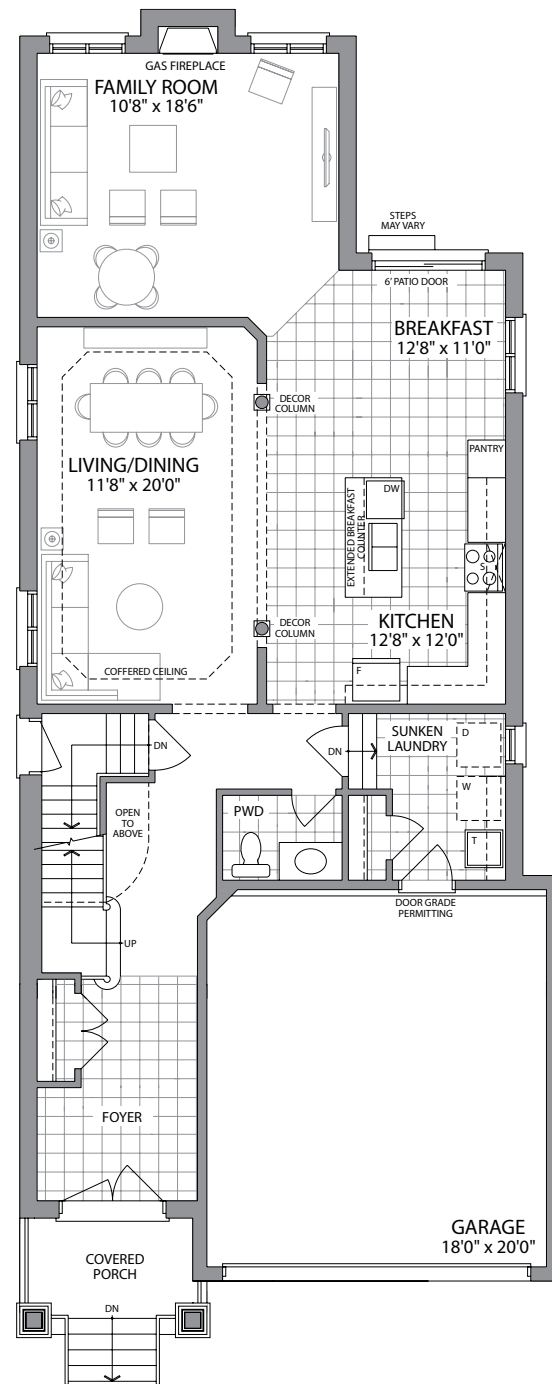 GAS FIREPLACE
FAMILY ROOM
10'8" x 18'6"
STEPS
MAY VARY
6' PATIO DOOR
BREAKFAST
12'8" x 11'0"
DECOR
COLUMN
PANTRY
LIVING/DINING
11'8" x 20'0"
DW
EXTENDED BREAKFAST
COUNTER
S
DECOR
COLUMN
KITCHEN
12'8" x 12'0"
COFFERED CEILING
F
DN
DN
SUNKEN
LAUNDRY
D
W
T
OPEN
TO
ABOVE
PWD
DOOR GRADE
PERMITTING
UP
FOYER
GARAGE
18'0" x 20'0"
COVERED
PORCH
DN